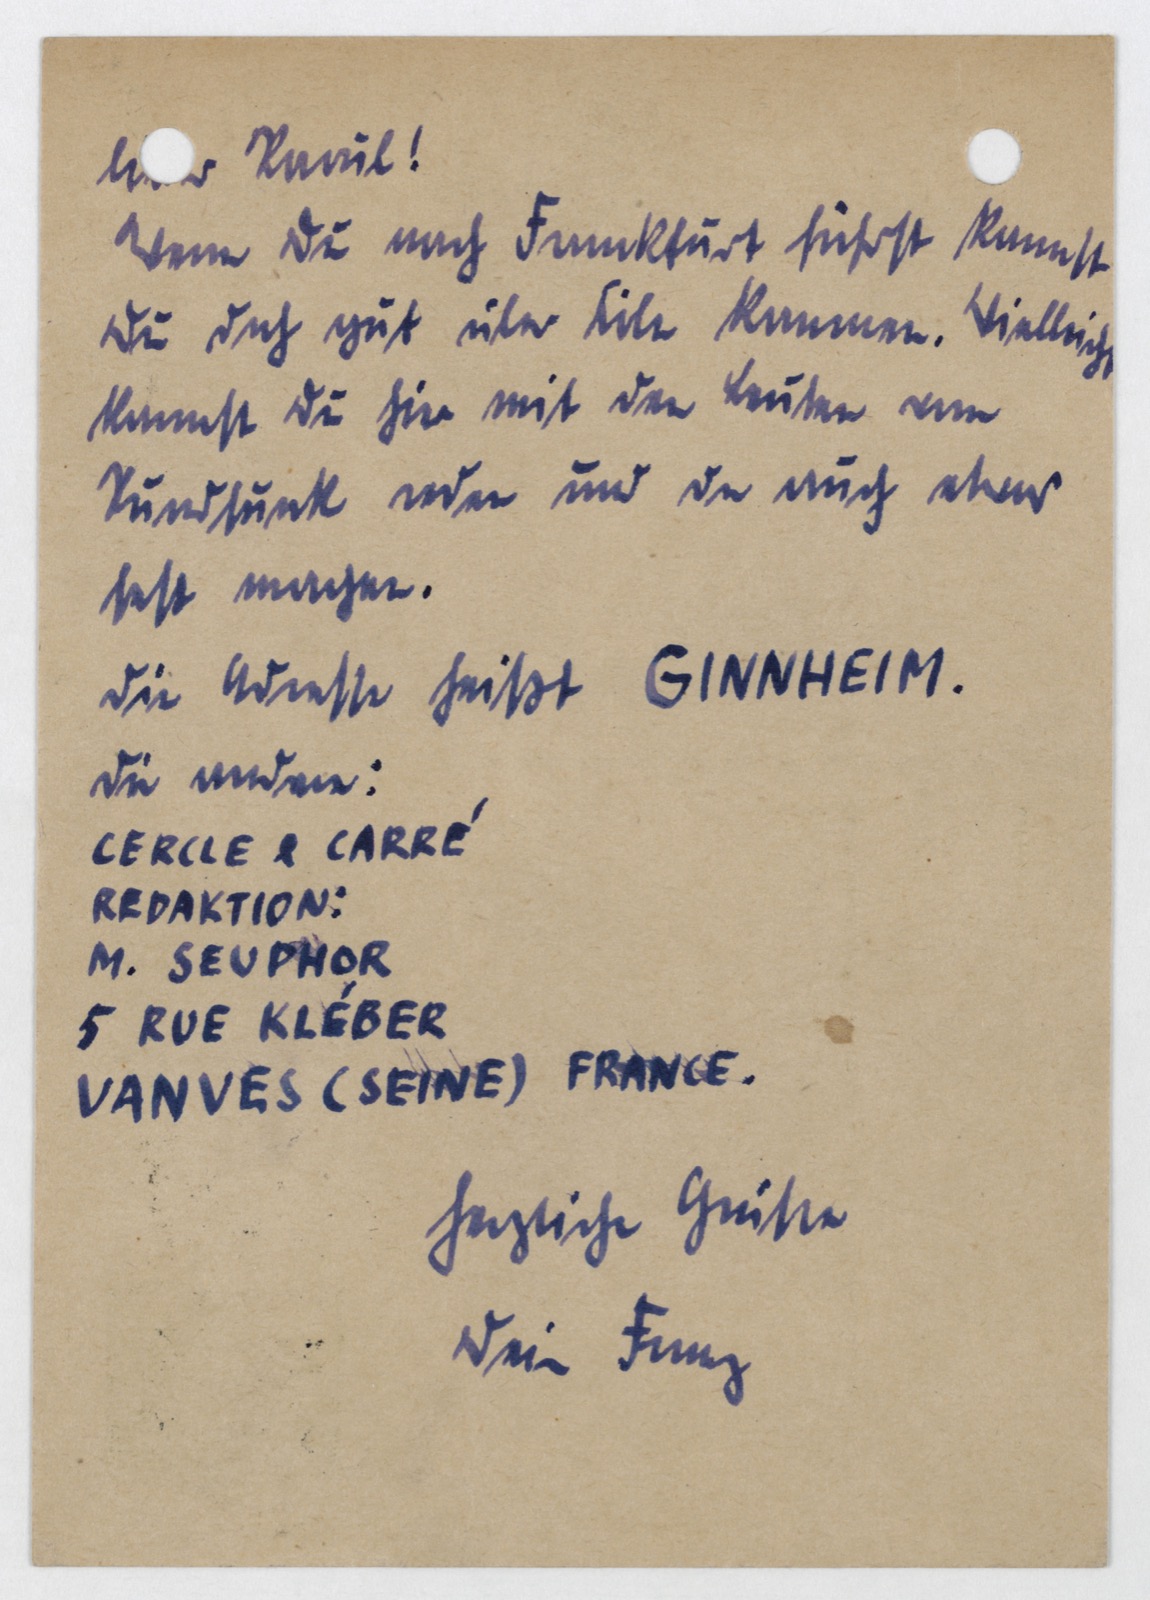 lieber Raoul!
Wenn Du nach Frankfurt fährst kannst
Du doch gut über Köln kommen. Vielleicht
kannst Du hier mit den Leuten vom
Rundfunk reden und da auch etwas
fest machen.
die Adresse heißt GINNHEIM.
die andere:
CERCLE & CARRÉ
REDAKTION:
M. SEUPHOR
5 RUE KLÉBER
VANVES (SEINE) FRANCE.
herzliche Grüsse
Dein Franz